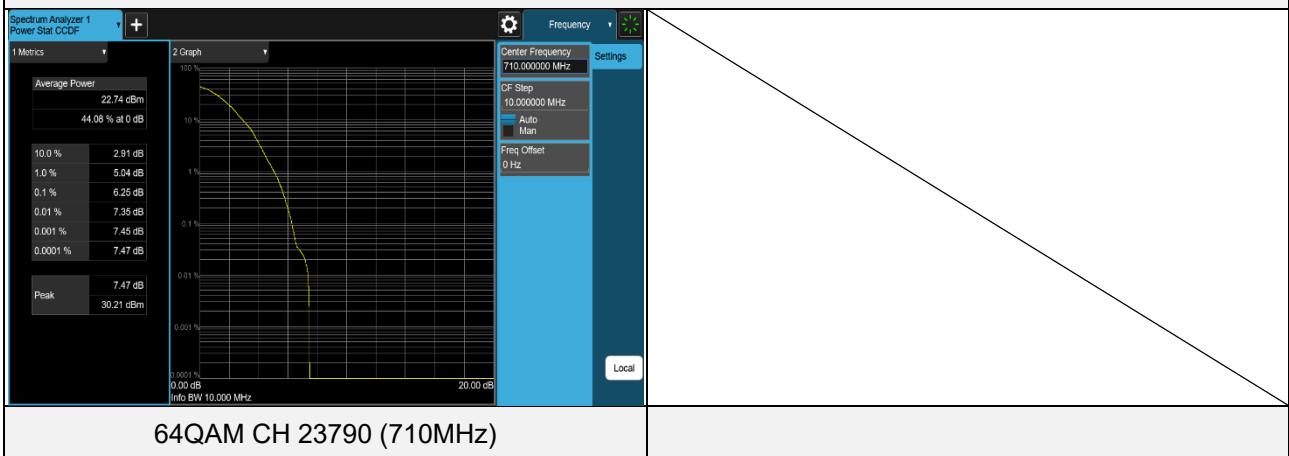 Spectrum Analyzer 1
Power Stat CCDF
+
Frequency
1 Metrics
2 Graph
Center Frequency
710.000000 MHz
Settings
CF Step
10.000000 MHz
Auto
Man
Freq Offset
0 Hz
Average Power
22.74 dBm
44.08 % at 0 dB
10.0 % 2.91 dB
1.0 % 5.04 dB
0.1 % 6.25 dB
0.01 % 7.35 dB
0.001 % 7.45 dB
0.0001 % 7.47 dB
Peak
7.47 dB
30.21 dBm
100 %
10 %
1 %
0.1 %
0.01 %
0.001 %
0.0001 %
0.00 dB 20.00 dB
Info BW 10.000 MHz
Local
64QAM CH 23790 (710MHz)